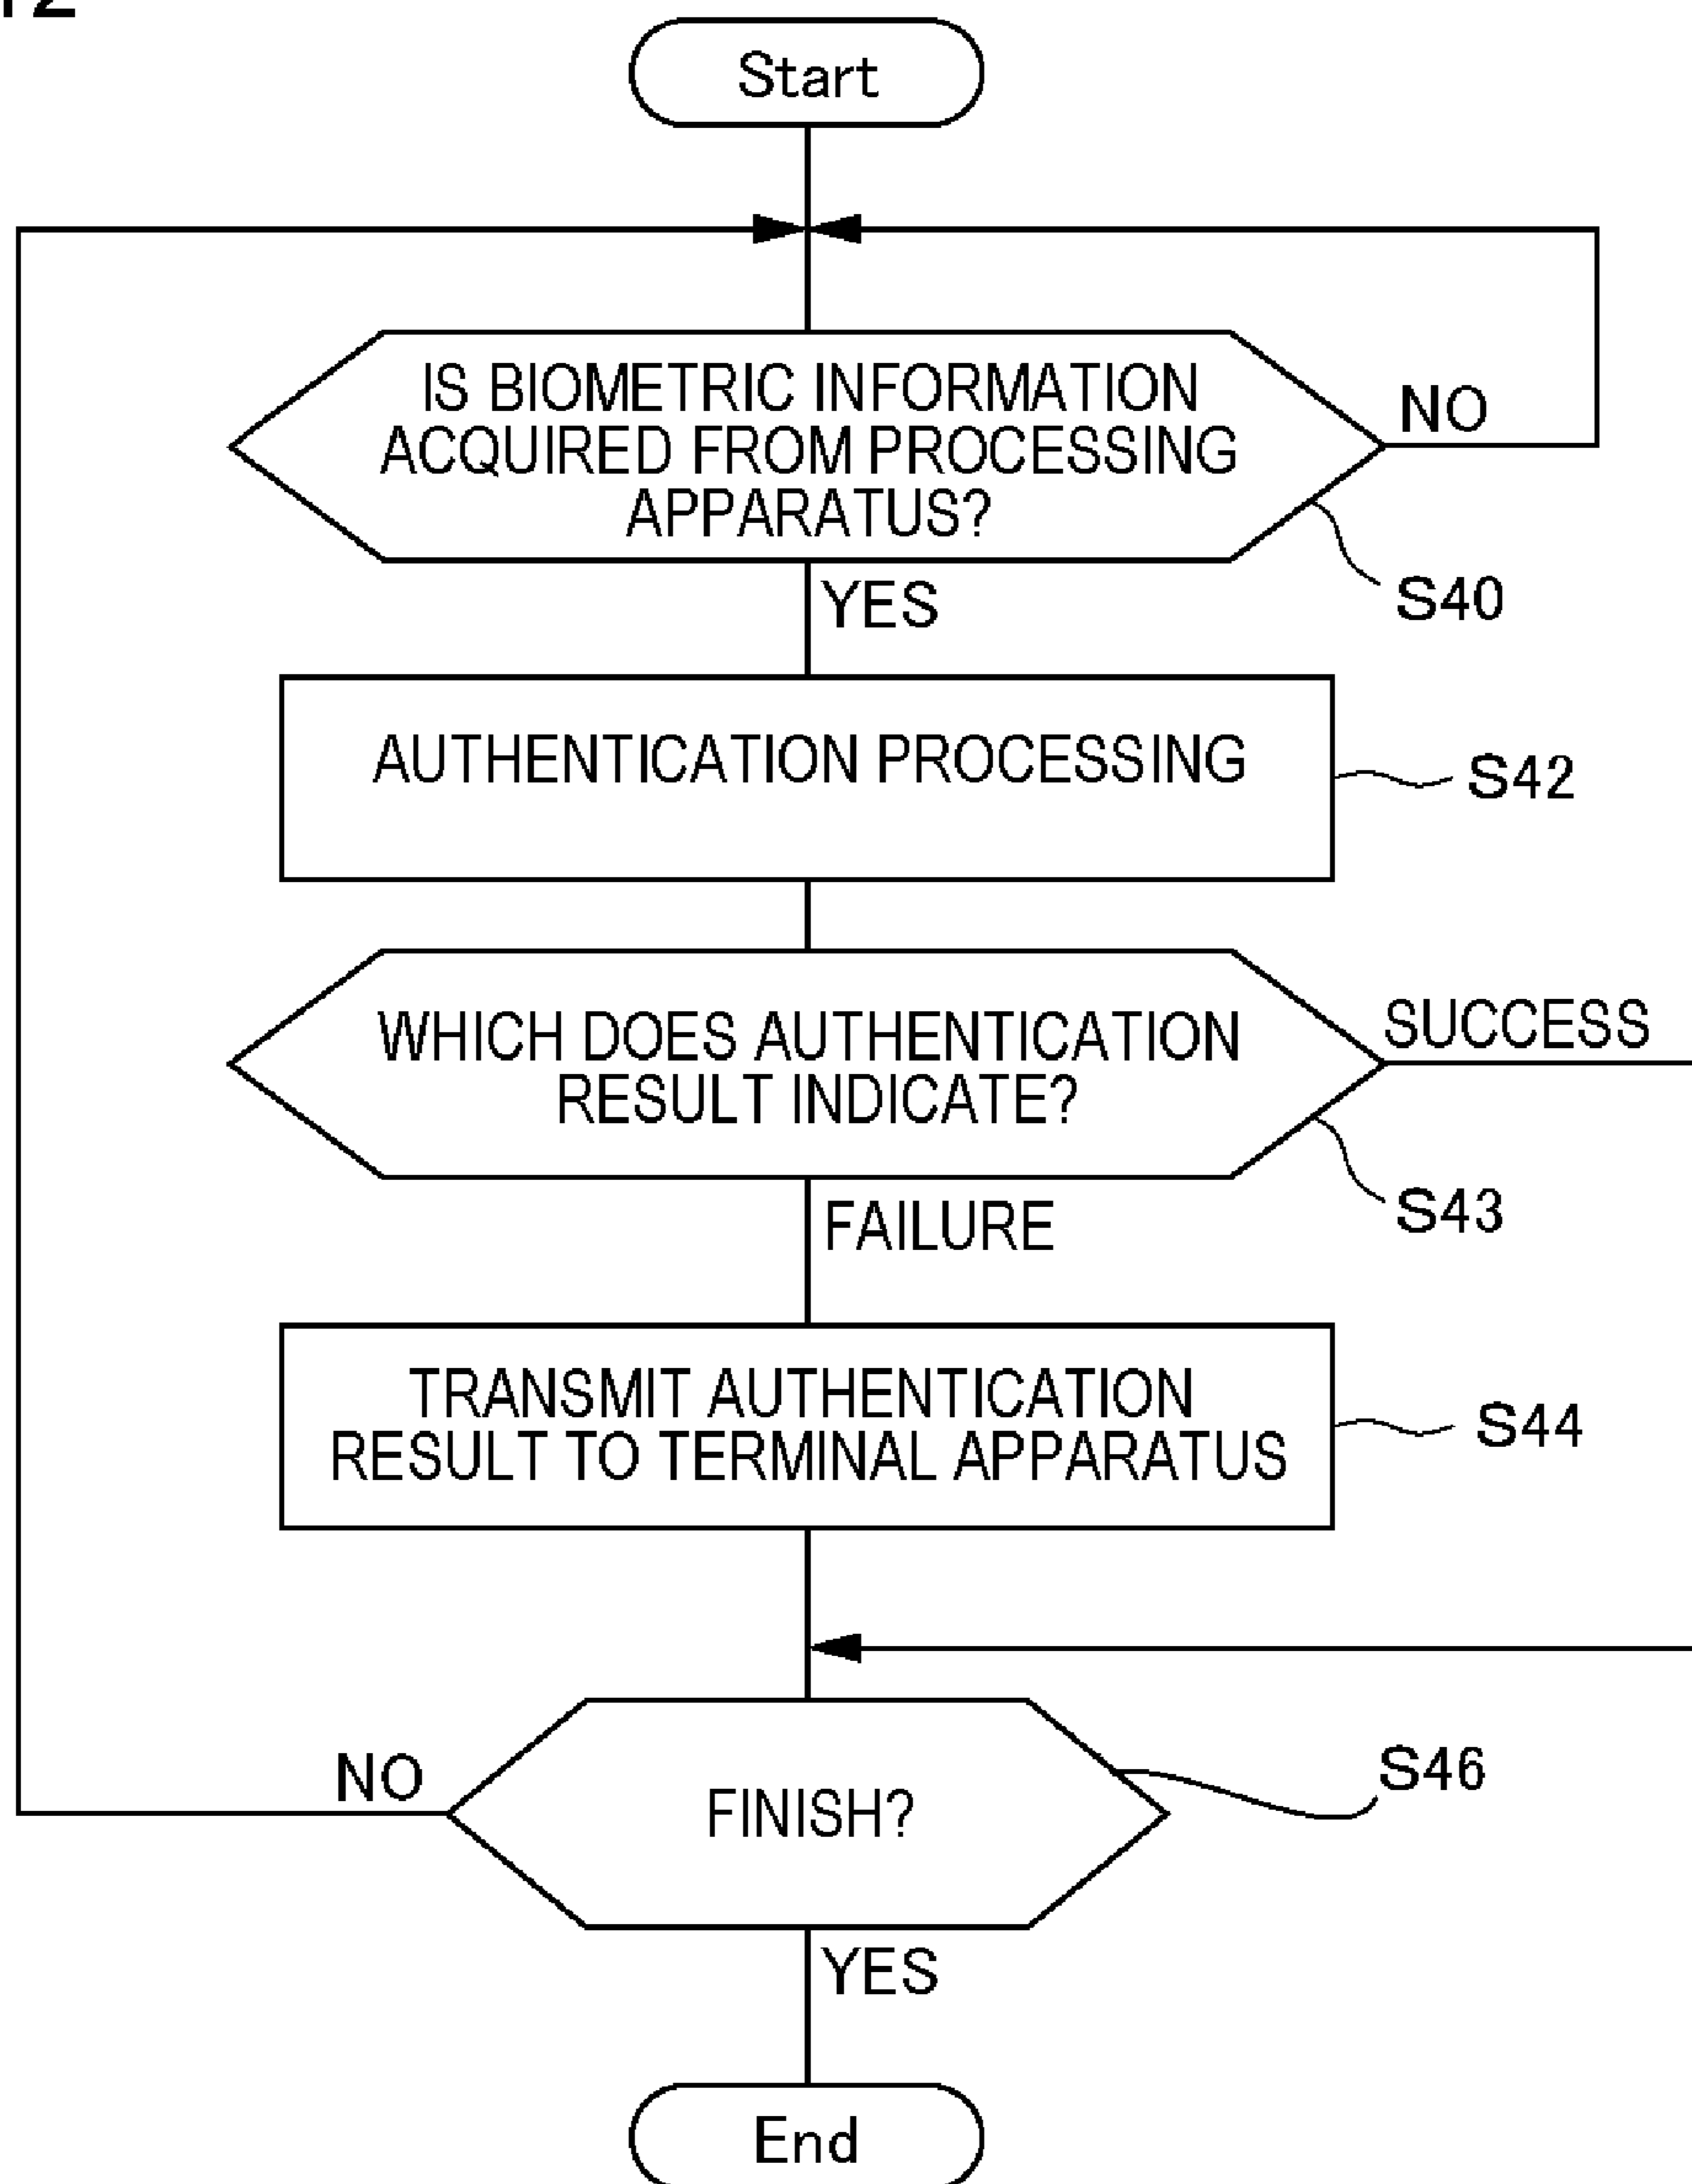 12
Start
IS BIOMETRIC INFORMATION
ACQUIRED FROM PROCESSING
APPARATUS?
NO
S40
YES
AUTHENTICATION PROCESSING
S42
WHICH DOES AUTHENTICATION
RESULT INDICATE?
SUCCESS
S43
FAILURE
TRANSMIT AUTHENTICATION
RESULT TO TERMINAL APPARATUS
S44
NO
FINISH?
S46
YES
End